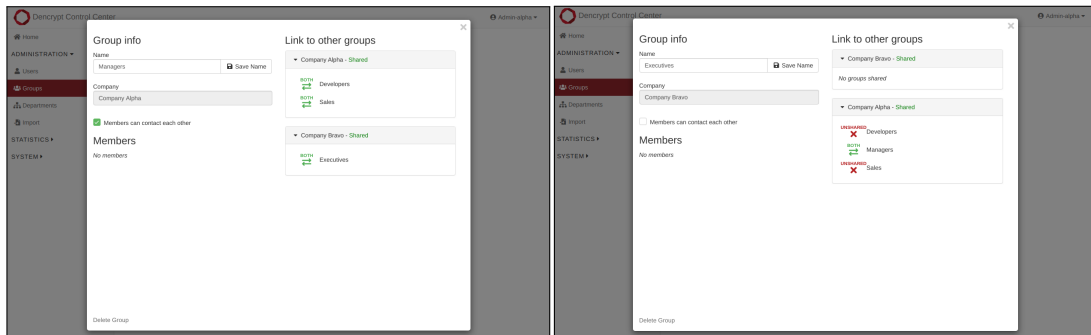 Dencrypt Control Center
Admin-alpha
Home
ADMINISTRATION
Users
Groups
Departments
Import
STATISTICS
SYSTEM
Group info
Name
Managers
Save Name
Company
Company Alpha
Members can contact each other
Members
No members
Delete Group
Link to other groups
Company Alpha - Shared
BOTH
Developers
BOTH
Sales
Company Bravo - Shared
BOTH
Executives
Dencrypt Control Center
Admin-alpha
Home
ADMINISTRATION
Users
Groups
Departments
Import
STATISTICS
SYSTEM
Group info
Name
Executives
Save Name
Company
Company Bravo
Members can contact each other
Members
No members
Delete Group
Link to other groups
Company Bravo - Shared
No groups shared
Company Alpha - Shared
UNSHARED
Developers
BOTH
Managers
UNSHARED
Sales